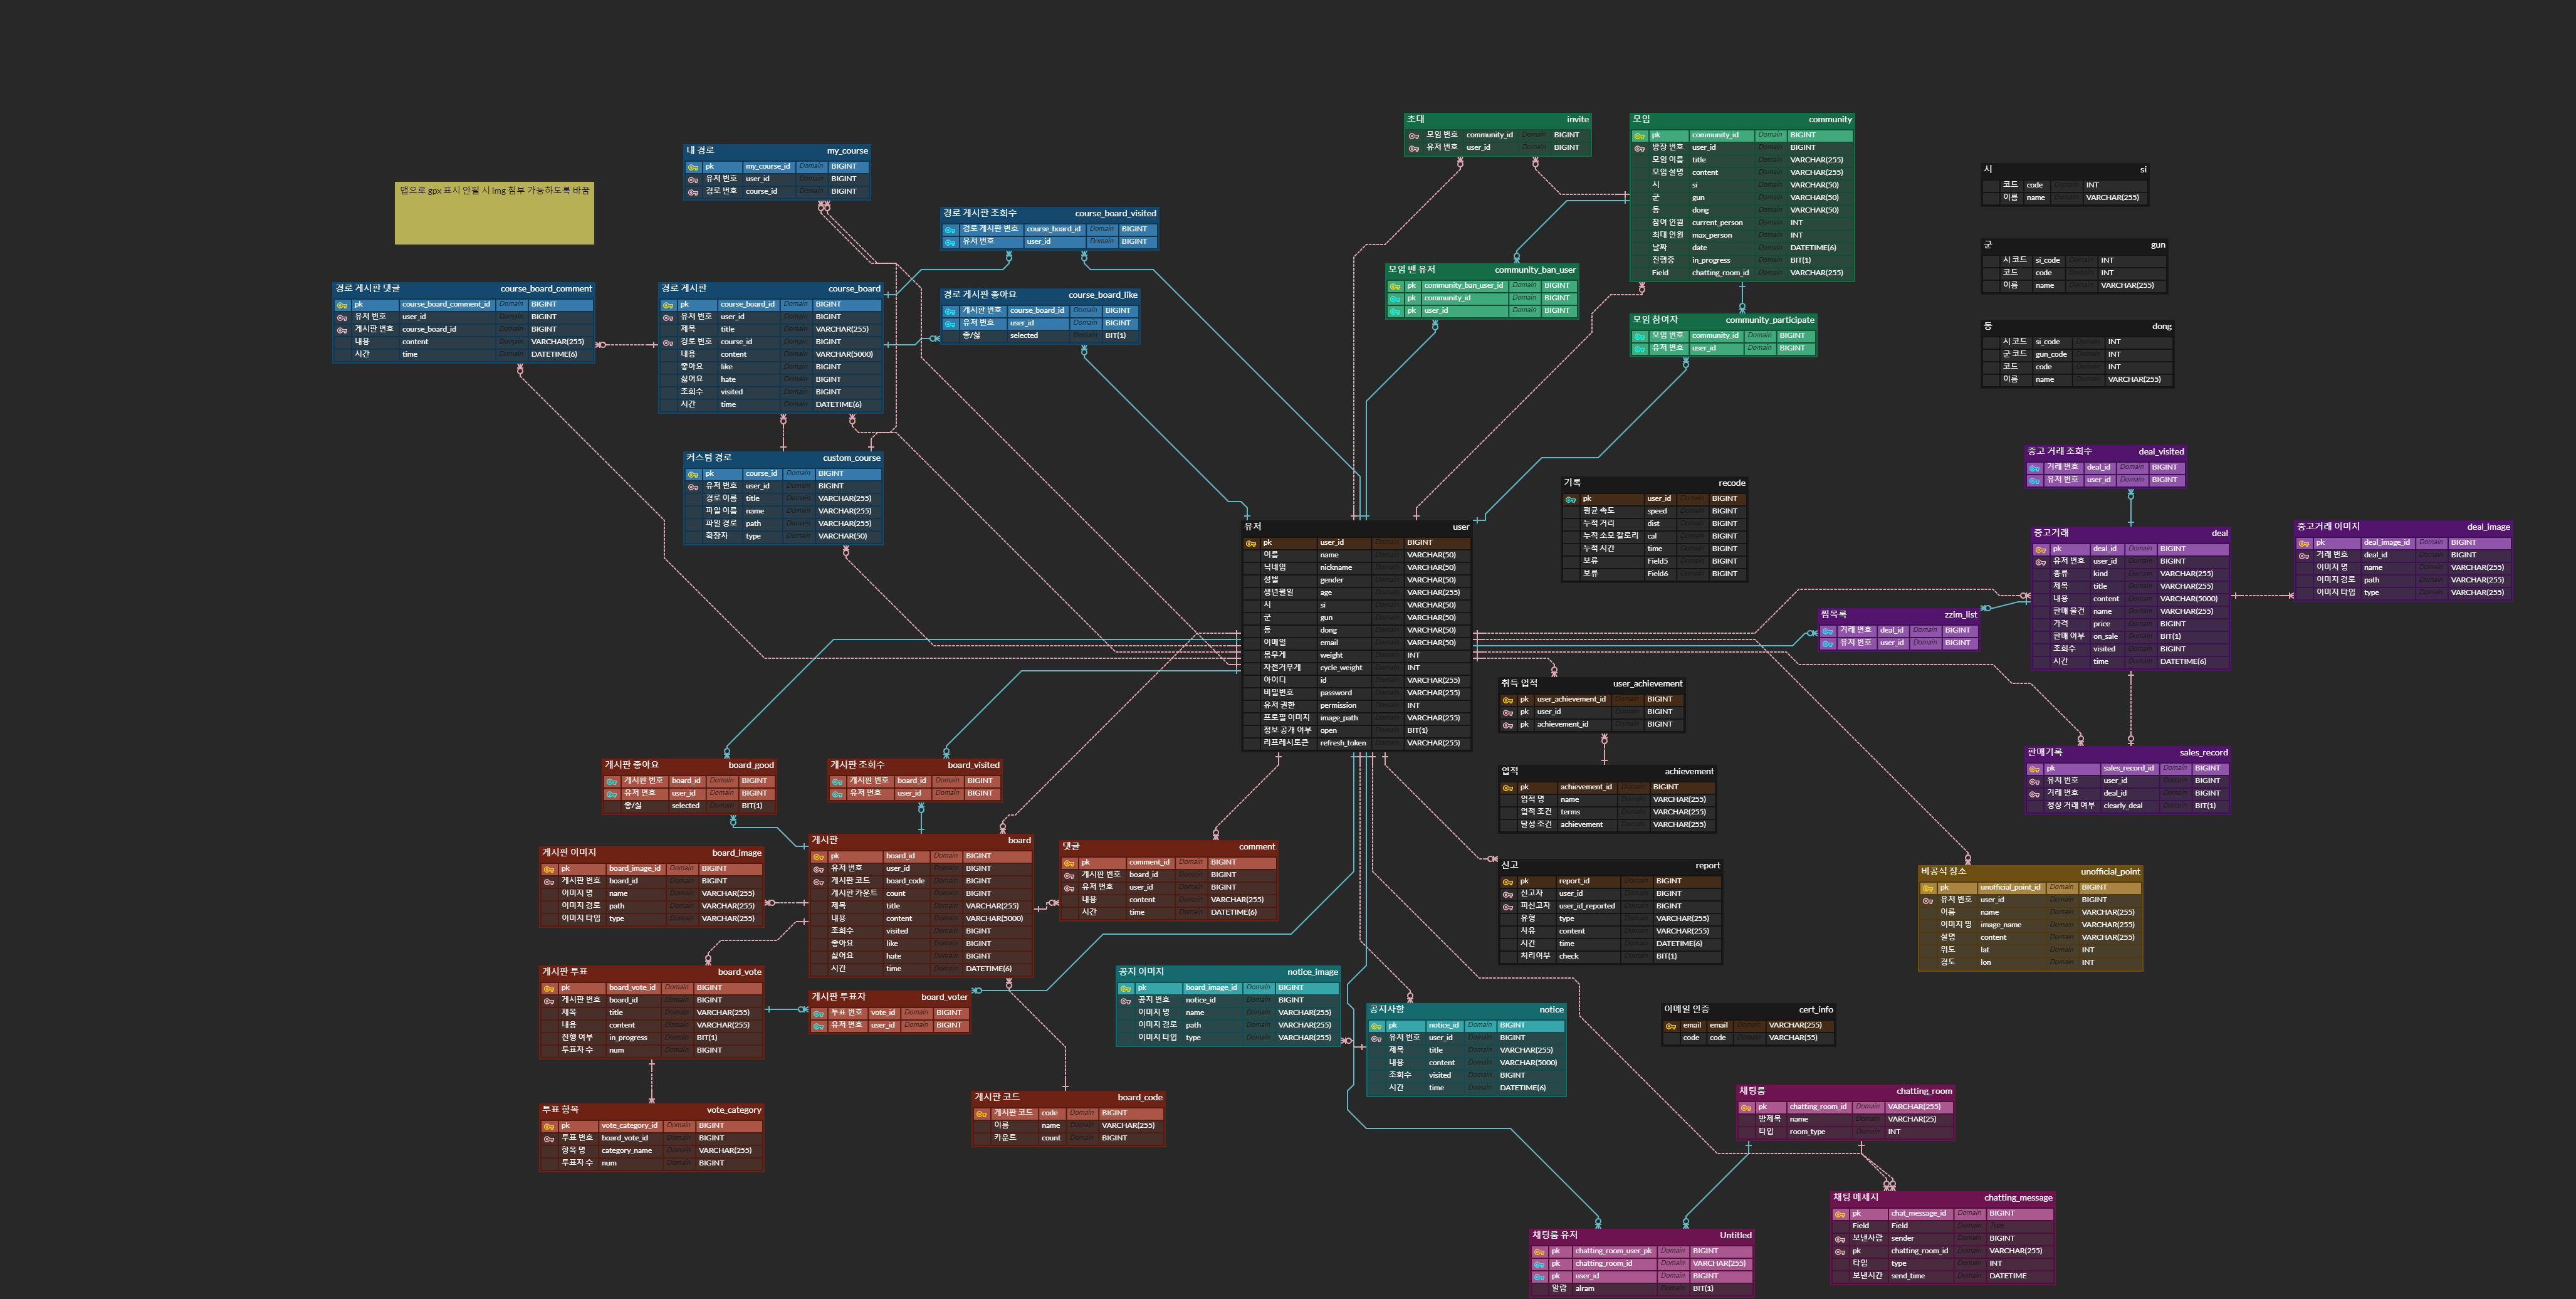 맵으로 gpx 표시 안될 시 img 첨부 가능하도록 바꿈
내 경로 my_course
pk my_course_id Domain BIGINT
유저 번호 user_id Domain BIGINT
경로 번호 course_id Domain BIGINT
경로 게시판 조회수 course_board_visited
경로 게시판 번호 course_board_id Domain BIGINT
유저 번호 user_id Domain BIGINT
경로 게시판 댓글 course_board_comment
pk course_board_comment_id Domain BIGINT
유저 번호 user_id Domain BIGINT
게시판 번호 course_board_id Domain BIGINT
내용 content Domain VARCHAR(255)
시간 time Domain DATETIME(6)
경로 게시판 course_board
pk course_board_id Domain BIGINT
유저 번호 user_id Domain BIGINT
제목 title Domain VARCHAR(255)
경로 번호 course_id Domain BIGINT
내용 content Domain VARCHAR(5000)
좋아요 like Domain BIGINT
싫어요 hate Domain BIGINT
조회수 visited Domain BIGINT
시간 time Domain DATETIME(6)
경로 게시판 좋아요 course_board_like
게시판 번호 course_board_id Domain BIGINT
유저 번호 user_id Domain BIGINT
좋/싫 selected Domain BIT(1)
커스텀 경로 custom_course
pk course_id Domain BIGINT
유저 번호 user_id Domain BIGINT
경로 이름 title Domain VARCHAR(255)
파일 이름 name Domain VARCHAR(255)
파일 경로 path Domain VARCHAR(255)
확장자 type Domain VARCHAR(50)
초대 invite
모임 번호 community_id Domain BIGINT
유저 번호 user_id Domain BIGINT
모임 community
pk community_id Domain BIGINT
방장 번호 user_id Domain BIGINT
모임 이름 title Domain VARCHAR(255)
모임 설명 content Domain VARCHAR(255)
시 si Domain VARCHAR(50)
군 gun Domain VARCHAR(50)
동 dong Domain VARCHAR(50)
참여 인원 current_person Domain INT
최대 인원 max_person Domain INT
날짜 date Domain DATETIME(6)
진행중 in_progress Domain BIT(1)
Field chatting_room_id Domain VARCHAR(255)
모임 밴 유저 community_ban_user
pk community_ban_user_id Domain BIGINT
pk community_id Domain BIGINT
pk user_id Domain BIGINT
모임 참여자 community_participate
모임 번호 community_id Domain BIGINT
유저 번호 user_id Domain BIGINT
시 si
코드 code Domain INT
이름 name Domain VARCHAR(255)
군 gun
시 코드 si_code Domain INT
코드 code Domain INT
이름 name Domain VARCHAR(255)
동 dong
시 코드 si_code Domain INT
군 코드 gun_code Domain INT
코드 code Domain INT
이름 name Domain VARCHAR(255)
유저 user
pk user_id Domain BIGINT
이름 name Domain VARCHAR(50)
닉네임 nickname Domain VARCHAR(50)
성별 gender Domain VARCHAR(50)
생년월일 age Domain VARCHAR(255)
시 si Domain VARCHAR(50)
군 gun Domain VARCHAR(50)
동 dong Domain VARCHAR(50)
이메일 email Domain VARCHAR(50)
몸무게 weight Domain INT
자전거무게 cycle_weight Domain INT
아이디 id Domain VARCHAR(255)
비밀번호 password Domain VARCHAR(255)
유저 권한 permission Domain INT
프로필 이미지 image_path Domain VARCHAR(255)
정보 공개 여부 open Domain BIT(1)
리프레시토큰 refresh_token Domain VARCHAR(255)
기록 recode
pk user_id Domain BIGINT
평균 속도 speed Domain BIGINT
누적 거리 dist Domain BIGINT
누적 소모 칼로리 cal Domain BIGINT
누적 시간 time Domain BIGINT
보류 Field5 Domain BIGINT
보류 Field6 Domain BIGINT
중고 거래 조회수 deal_visited
거래 번호 deal_id Domain BIGINT
유저 번호 user_id Domain BIGINT
중고거래 deal
pk deal_id Domain BIGINT
유저 번호 user_id Domain BIGINT
종류 kind Domain VARCHAR(255)
제목 title Domain VARCHAR(255)
내용 content Domain VARCHAR(5000)
판매 물건 name Domain VARCHAR(255)
가격 price Domain BIGINT
판매 여부 on_sale Domain BIT(1)
조회수 visited Domain BIGINT
시간 time Domain DATETIME(6)
중고거래 이미지 deal_image
pk deal_image_id Domain BIGINT
거래 번호 deal_id Domain BIGINT
이미지 명 name Domain VARCHAR(255)
이미지 경로 path Domain VARCHAR(255)
이미지 타입 type Domain VARCHAR(255)
찜목록 zzim_list
거래 번호 deal_id Domain BIGINT
유저 번호 user_id Domain BIGINT
판매기록 sales_record
pk sales_record_id Domain BIGINT
유저 번호 user_id Domain BIGINT
거래 번호 deal_id Domain BIGINT
정상 거래 여부 clearly_deal Domain BIT(1)
취득 업적 user_achievement
pk user_achievement_id Domain BIGINT
pk user_id Domain BIGINT
pk achievement_id Domain BIGINT
업적 achievement
pk achievement_id Domain BIGINT
업적 명 name Domain VARCHAR(255)
업적 조건 terms Domain VARCHAR(255)
달성 조건 achievement Domain VARCHAR(255)
신고 report
pk report_id Domain BIGINT
신고자 user_id Domain BIGINT
피신고자 user_id_reported Domain BIGINT
유형 type Domain VARCHAR(255)
사유 content Domain VARCHAR(255)
시간 time Domain DATETIME(6)
처리여부 check Domain BIT(1)
비공식 장소 unofficial_point
pk unofficial_point_id Domain BIGINT
유저 번호 user_id Domain BIGINT
이름 name Domain VARCHAR(255)
이미지 명 image_name Domain VARCHAR(255)
설명 content Domain VARCHAR(255)
위도 lat Domain INT
경도 lon Domain INT
게시판 좋아요 board_good
게시판 번호 board_id Domain BIGINT
유저 번호 user_id Domain BIGINT
좋/싫 selected Domain BIT(1)
게시판 조회수 board_visited
게시판 번호 board_id Domain BIGINT
유저 번호 user_id Domain BIGINT
게시판 이미지 board_image
pk board_image_id Domain BIGINT
게시판 번호 board_id Domain BIGINT
이미지 명 name Domain VARCHAR(255)
이미지 경로 path Domain VARCHAR(255)
이미지 타입 type Domain VARCHAR(255)
게시판 board
pk board_id Domain BIGINT
유저 번호 user_id Domain BIGINT
게시판 코드 board_code Domain BIGINT
게시판 카운트 count Domain BIGINT
제목 title Domain VARCHAR(255)
내용 content Domain VARCHAR(5000)
조회수 visited Domain BIGINT
좋아요 like Domain BIGINT
싫어요 hate Domain BIGINT
시간 time Domain DATETIME(6)
댓글 comment
pk comment_id Domain BIGINT
게시판 번호 board_id Domain BIGINT
유저 번호 user_id Domain BIGINT
내용 content Domain VARCHAR(255)
시간 time Domain DATETIME(6)
게시판 투표 board_vote
pk board_vote_id Domain BIGINT
게시판 번호 board_id Domain BIGINT
제목 title Domain VARCHAR(255)
내용 content Domain VARCHAR(255)
진행 여부 in_progress Domain BIT(1)
투표자 수 num Domain BIGINT
게시판 투표자 board_voter
투표 번호 vote_id Domain BIGINT
유저 번호 user_id Domain BIGINT
투표 항목 vote_category
pk vote_category_id Domain BIGINT
투표 번호 board_vote_id Domain BIGINT
항목 명 category_name Domain VARCHAR(255)
투표자 수 num Domain BIGINT
게시판 코드 board_code
게시판 코드 code Domain BIGINT
이름 name Domain VARCHAR(255)
카운트 count Domain BIGINT
공지 이미지 notice_image
pk board_image_id Domain BIGINT
공지 번호 notice_id Domain BIGINT
이미지 명 name Domain VARCHAR(255)
이미지 경로 path Domain VARCHAR(255)
이미지 타입 type Domain VARCHAR(255)
공지사항 notice
pk notice_id Domain BIGINT
유저 번호 user_id Domain BIGINT
제목 title Domain VARCHAR(255)
내용 content Domain VARCHAR(5000)
조회수 visited Domain BIGINT
시간 time Domain DATETIME(6)
이메일 인증 cert_info
email email Domain VARCHAR(255)
code code Domain VARCHAR(55)
채팅룸 chatting_room
pk chatting_room_id Domain VARCHAR(255)
방제목 name Domain VARCHAR(25)
타입 room_type Domain INT
채팅 메세지 chatting_message
pk chat_message_id Domain BIGINT
Field Field Domain Type
보낸사람 sender Domain BIGINT
pk chatting_room_id Domain VARCHAR(255)
타입 type Domain INT
보낸시간 send_time Domain DATETIME
채팅룸 유저 Untitled
pk chatting_room_user_pk Domain BIGINT
pk chatting_room_id Domain VARCHAR(255)
pk user_id Domain BIGINT
알람 alram Domain BIT(1)